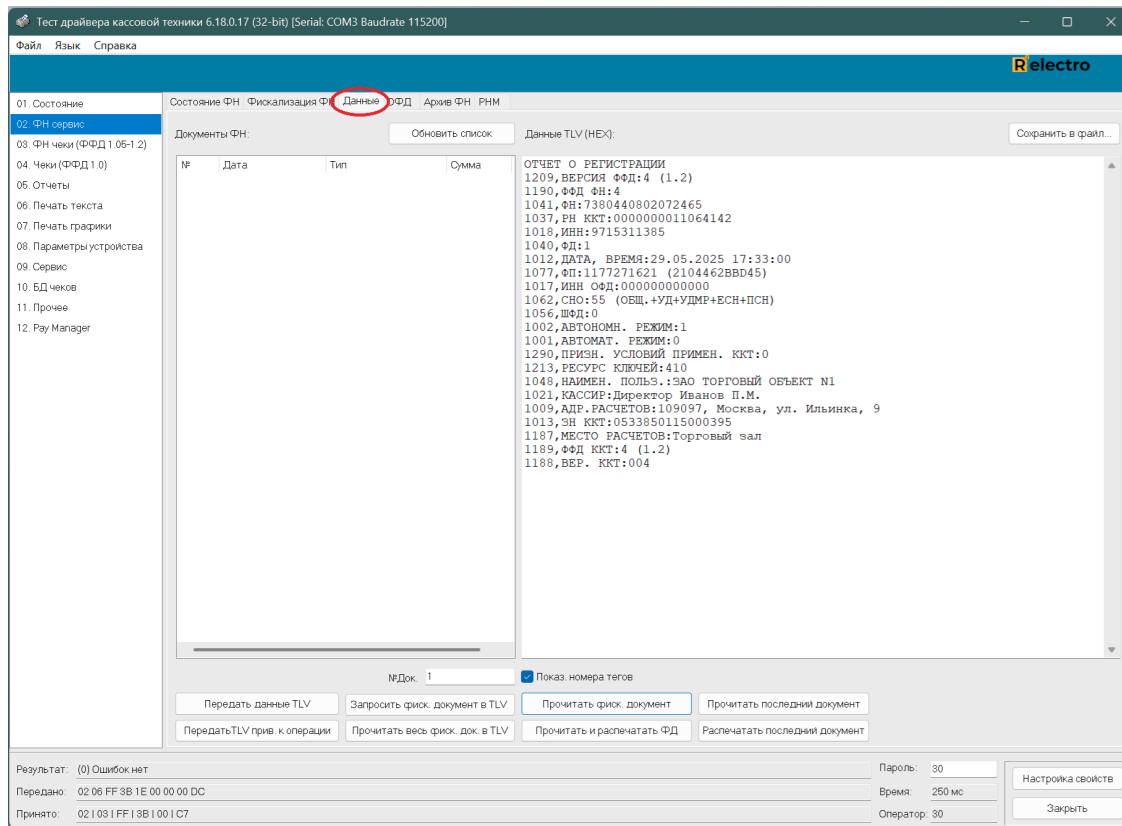 Тест драйвера кассовой техники 6.18.0.17 (32-bit) [Serial: COM3 Baudrate 115200]
Файл Язык Справка
R electro
01. Состояние
02. ФН сервис
03. ФН чеки (ФФД 1.05-1.2)
04. Чеки (ФФД 1.0)
05. Отчеты
06. Печать текста
07. Печать графики
08. Параметры устройства
09. Сервис
10. БД чеков
11. Прочее
12. Pay Manager
Состояние ФН Фискализация ФН Данные ОФД Архив ФН РНМ
Документы ФН:
Обновить список
Данные TLV (HEX):
Сохранить в файл...
№ Дата Тип Сумма
ОТЧЕТ О РЕГИСТРАЦИИ
1209,ВЕРСИЯ ФФД:4 (1.2)
1190,ФФД ФН:4
1041,ФН:7380440802072465
1037,РН ККТ:0000000011064142
1018,ИНН:9715311385
1040,ФД:1
1012,ДАТА, ВРЕМЯ:29.05.2025 17:33:00
1077,ФП:1177271621 (2104462BBD45)
1017,ИНН ОФД:000000000000
1062,СНО:55 (ОБЩ.+УД+УДМР+ЕСН+ПСН)
1056,ШФД:0
1002,АВТОНОМН. РЕЖИМ:1
1001,АВТОМАТ. РЕЖИМ:0
1290,ПРИЗН. УСЛОВИЙ ПРИМЕН. ККТ:0
1213,РЕСУРС КЛЮЧЕЙ:410
1048,НАИМЕН. ПОЛЬЗ.:ЗАО ТОРГОВЫЙ ОБЪЕКТ N1
1021,КАССИР:Директор Иванов П.М.
1009,АДР.РАСЧЕТОВ:109097, Москва, ул. Ильинка, 9
1013,ЗН ККТ:0533850115000395
1187,МЕСТО РАСЧЕТОВ:Торговый зал
1189,ФФД ККТ:4 (1.2)
1188,ВЕР. ККТ:004
№Док. 1
Показ. номера тегов
Передать данные TLV
Запросить фиск. документ в TLV
Прочитать фиск. документ
Прочитать последний документ
ПередатьTLV прив. к операции
Прочитать весь фиск. док. в TLV
Прочитать и распечатать ФД
Распечатать последний документ
Результат: (0) Ошибок нет
Передано: 02 06 FF 3B 1E 00 00 00 DC
Принято: 02 | 03 | FF | 3B | 00 | C7
Пароль: 30
Время: 250 мс
Оператор: 30
Настройка свойств
Закрыть